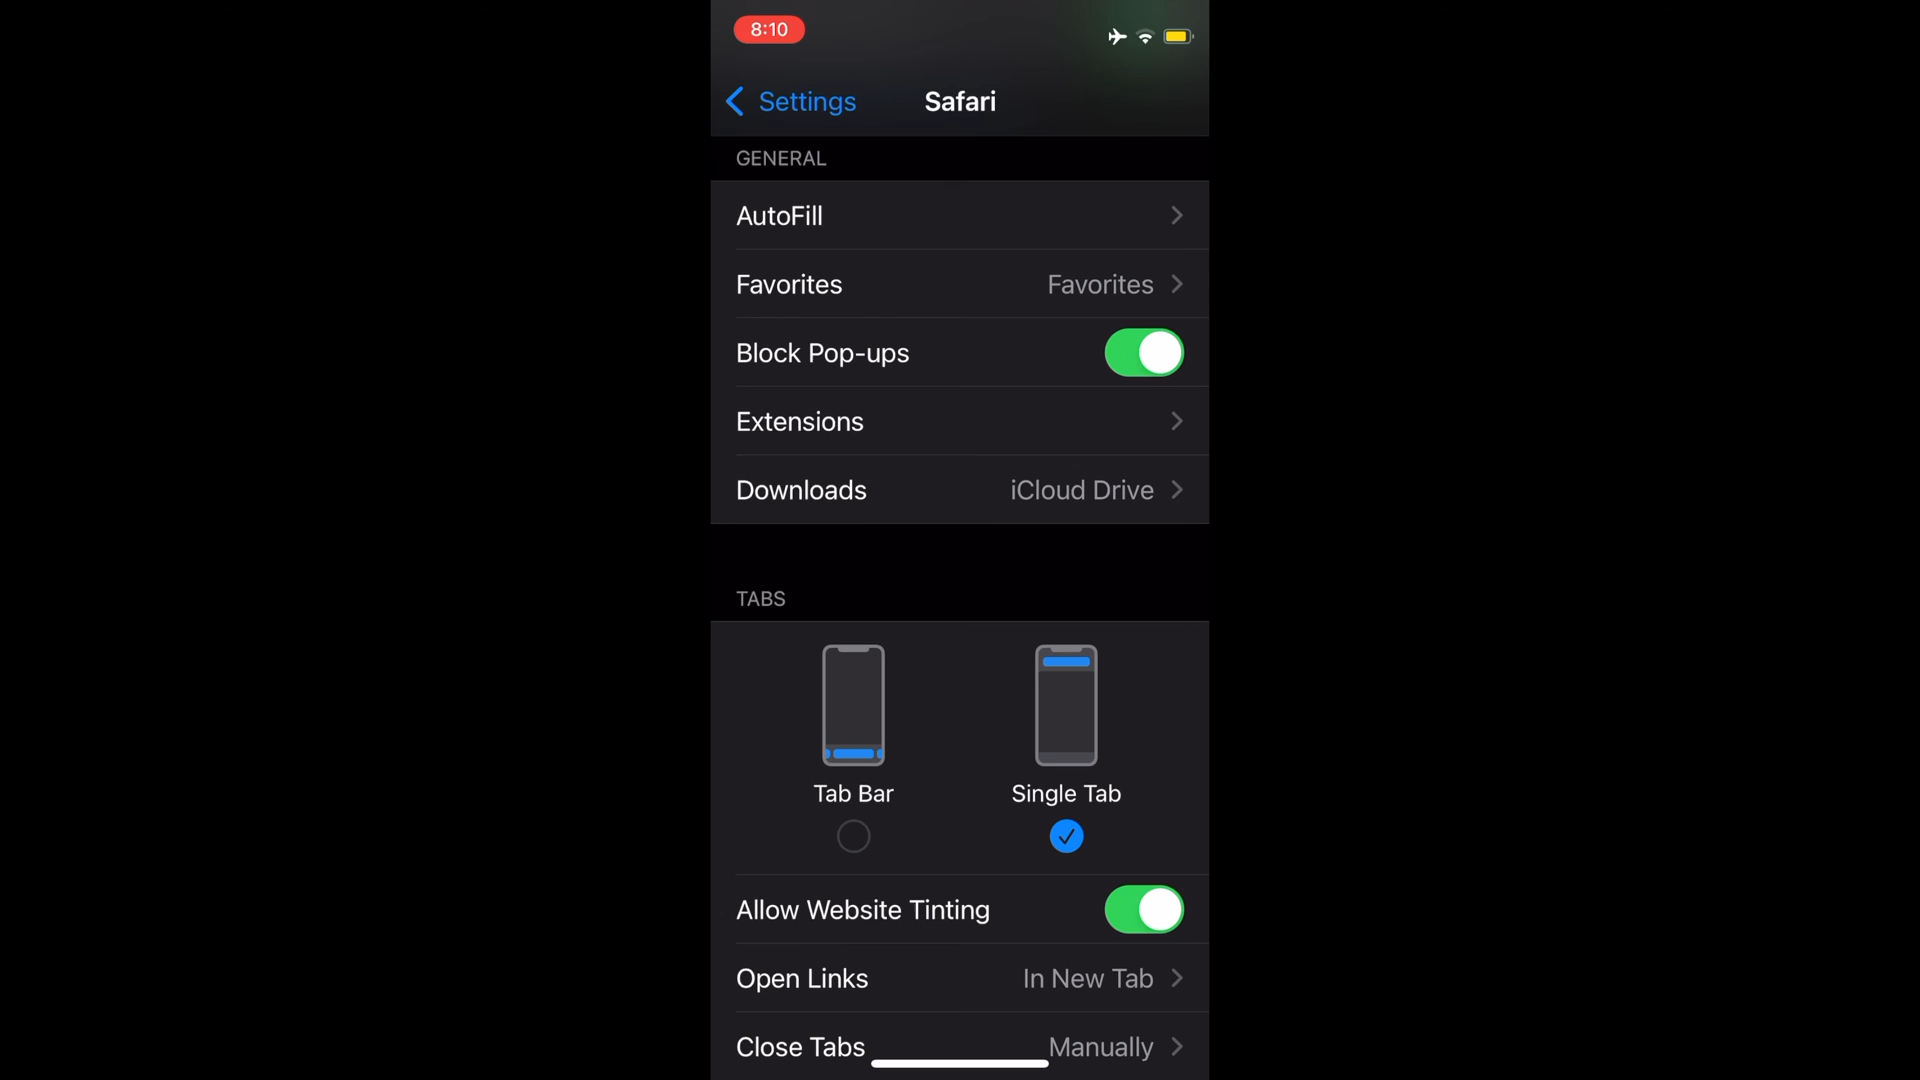 8:10
Settings
Safari
GENERAL
AutoFill
Favorites Favorites
Block Pop-ups
Extensions
Downloads iCloud Drive
TABS
Tab Bar Single Tab
Allow Website Tinting
Open Links In New Tab
Close Tabs Manually